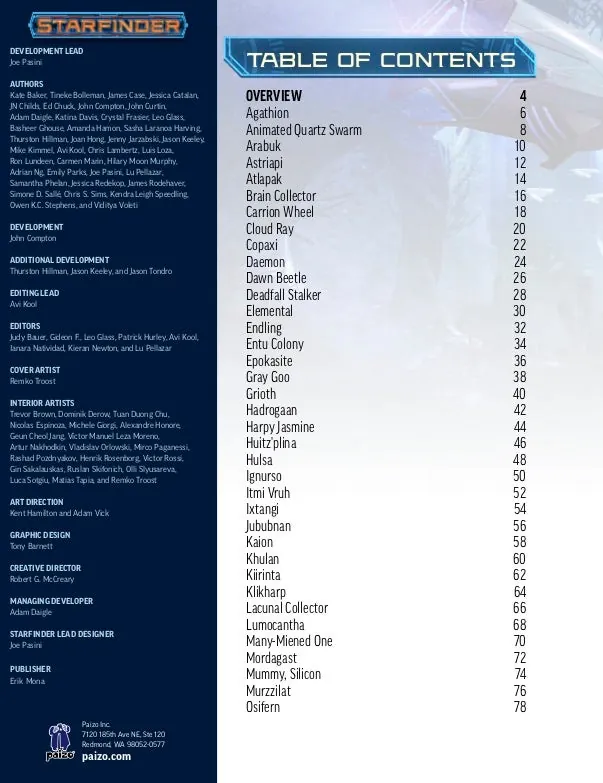 STARFINDER
DEVELOPMENT LEAD
Joe Pasini
AUTHORS
Kate Baker, Tineke Bolleman, James Case, Jessica Catalan,
JN Childs, Ed Chuck, John Compton, John Curtin,
Adam Daigle, Katina Davis, Crystal Frasier, Leo Glass,
Basheer Ghouse, Amanda Hamon, Sasha Laranoa Harving,
Thurston Hillman, Joan Hong, Jenny Jarzabski, Jason Keeley,
Mike Kimmel, Avi Kool, Chris Lambertz, Luis Loza,
Ron Lundeen, Carmen Marin, Hilary Moon Murphy,
Adrian Ng, Emily Parks, Joe Pasini, Lu Pellazar,
Samantha Phelan, Jessica Redekop, James Rodehaver,
Simone D. Sallé, Chris S. Sims, Kendra Leigh Speedling,
Owen K.C. Stephens, and Viditya Voleti
DEVELOPMENT
John Compton
ADDITIONAL DEVELOPMENT
Thurston Hillman, Jason Keeley, and Jason Tondro
EDITING LEAD
Avi Kool
EDITORS
Judy Bauer, Gideon F., Leo Glass, Patrick Hurley, Avi Kool,
Ianara Natividad, Kieran Newton, and Lu Pellazar
COVER ARTIST
Remko Troost
INTERIOR ARTISTS
Trevor Brown, Dominik Derow, Tuan Duong Chu,
Nicolas Espinoza, Michele Giorgi, Alexandre Honore,
Geun Cheol Jang, Victor Manuel Leza Moreno,
Artur Nakhodkin, Vladislav Orlowski, Mirco Paganessi,
Rashad Pozdnyakov, Henrik Rosenborg, Victor Rossi,
Gin Sakalauskas, Ruslan Skifonich, Olli Slyusareva,
Luca Sotgiu, Matias Tapia, and Remko Troost
ART DIRECTION
Kent Hamilton and Adam Vick
GRAPHIC DESIGN
Tony Barnett
CREATIVE DIRECTOR
Robert G. McCreary
MANAGING DEVELOPER
Adam Daigle
STARFINDER LEAD DESIGNER
Joe Pasini
PUBLISHER
Erik Mona
paizo
Paizo Inc.
7120 185th Ave NE, Ste 120
Redmond, WA 98052-0577
paizo.com
TABLE OF CONTENTS
OVERVIEW 4
Agathion 6
Animated Quartz Swarm 8
Arabuk 10
Astriapi 12
Atlapak 14
Brain Collector 16
Carrion Wheel 18
Cloud Ray 20
Copaxi 22
Daemon 24
Dawn Beetle 26
Deadfall Stalker 28
Elemental 30
Endling 32
Entu Colony 34
Epokasite 36
Gray Goo 38
Grioth 40
Hadrogaan 42
Harpy Jasmine 44
Huitz'plina 46
Hulsa 48
Ignurso 50
Itmi Vruh 52
Ixtangi 54
Jububnan 56
Kaion 58
Khulan 60
Kiirinta 62
Klikharp 64
Lacunal Collector 66
Lumocantha 68
Many-Miened One 70
Mordagast 72
Mummy, Silicon 74
Murzzilat 76
Osifern 78